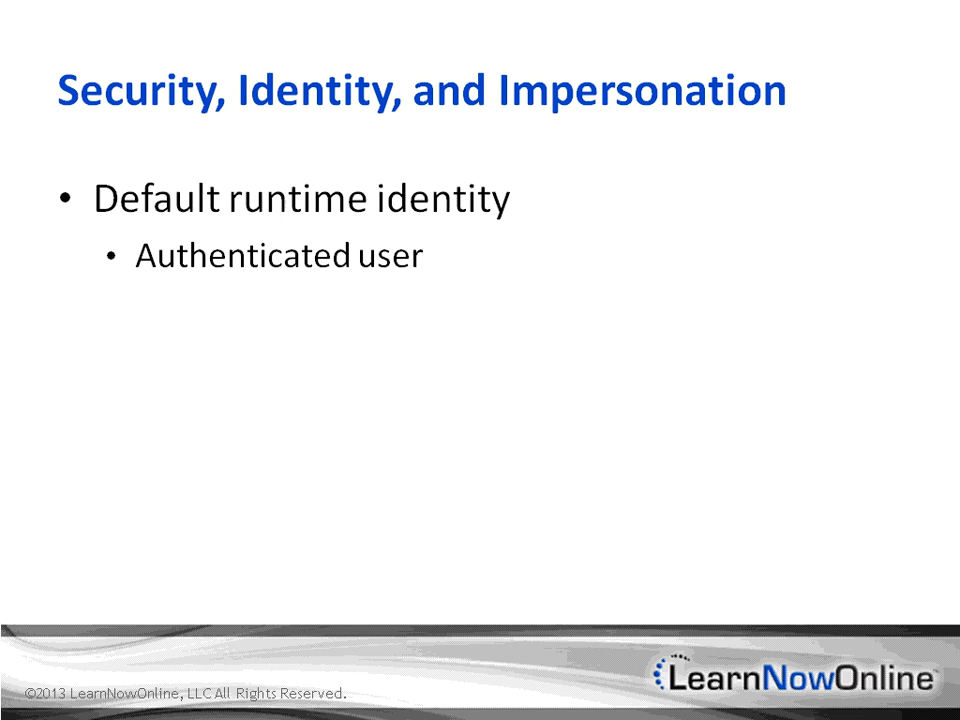 Security, Identity, and Impersonation
• Default runtime identity
• Authenticated user
©2013 LearnNowOnline, LLC All Rights Reserved.
LearnNowOnline